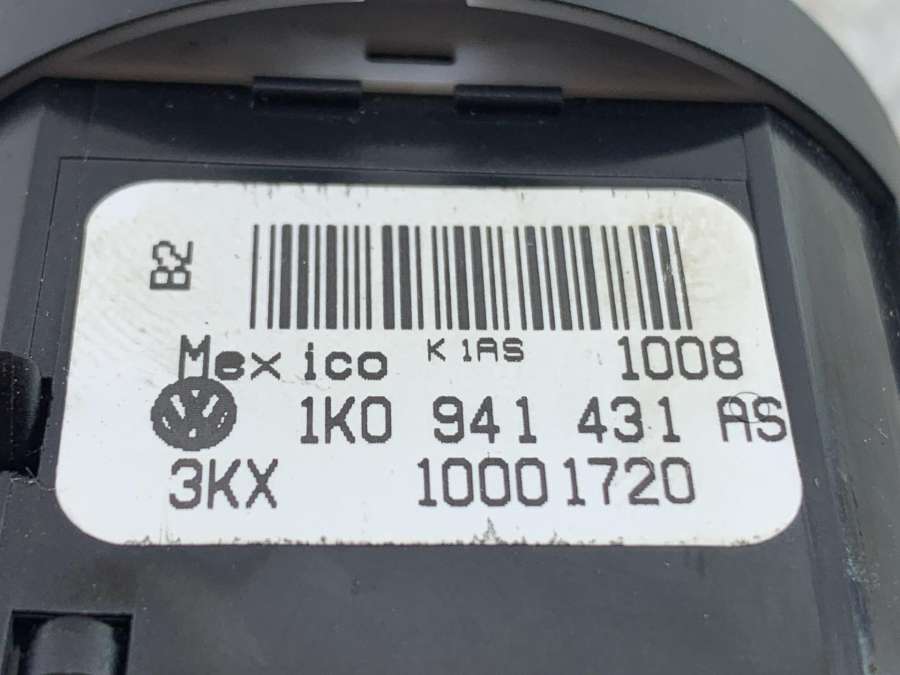 B2
Mexico K1AS 1008
1K0 941 431 AS
3KX 10001720